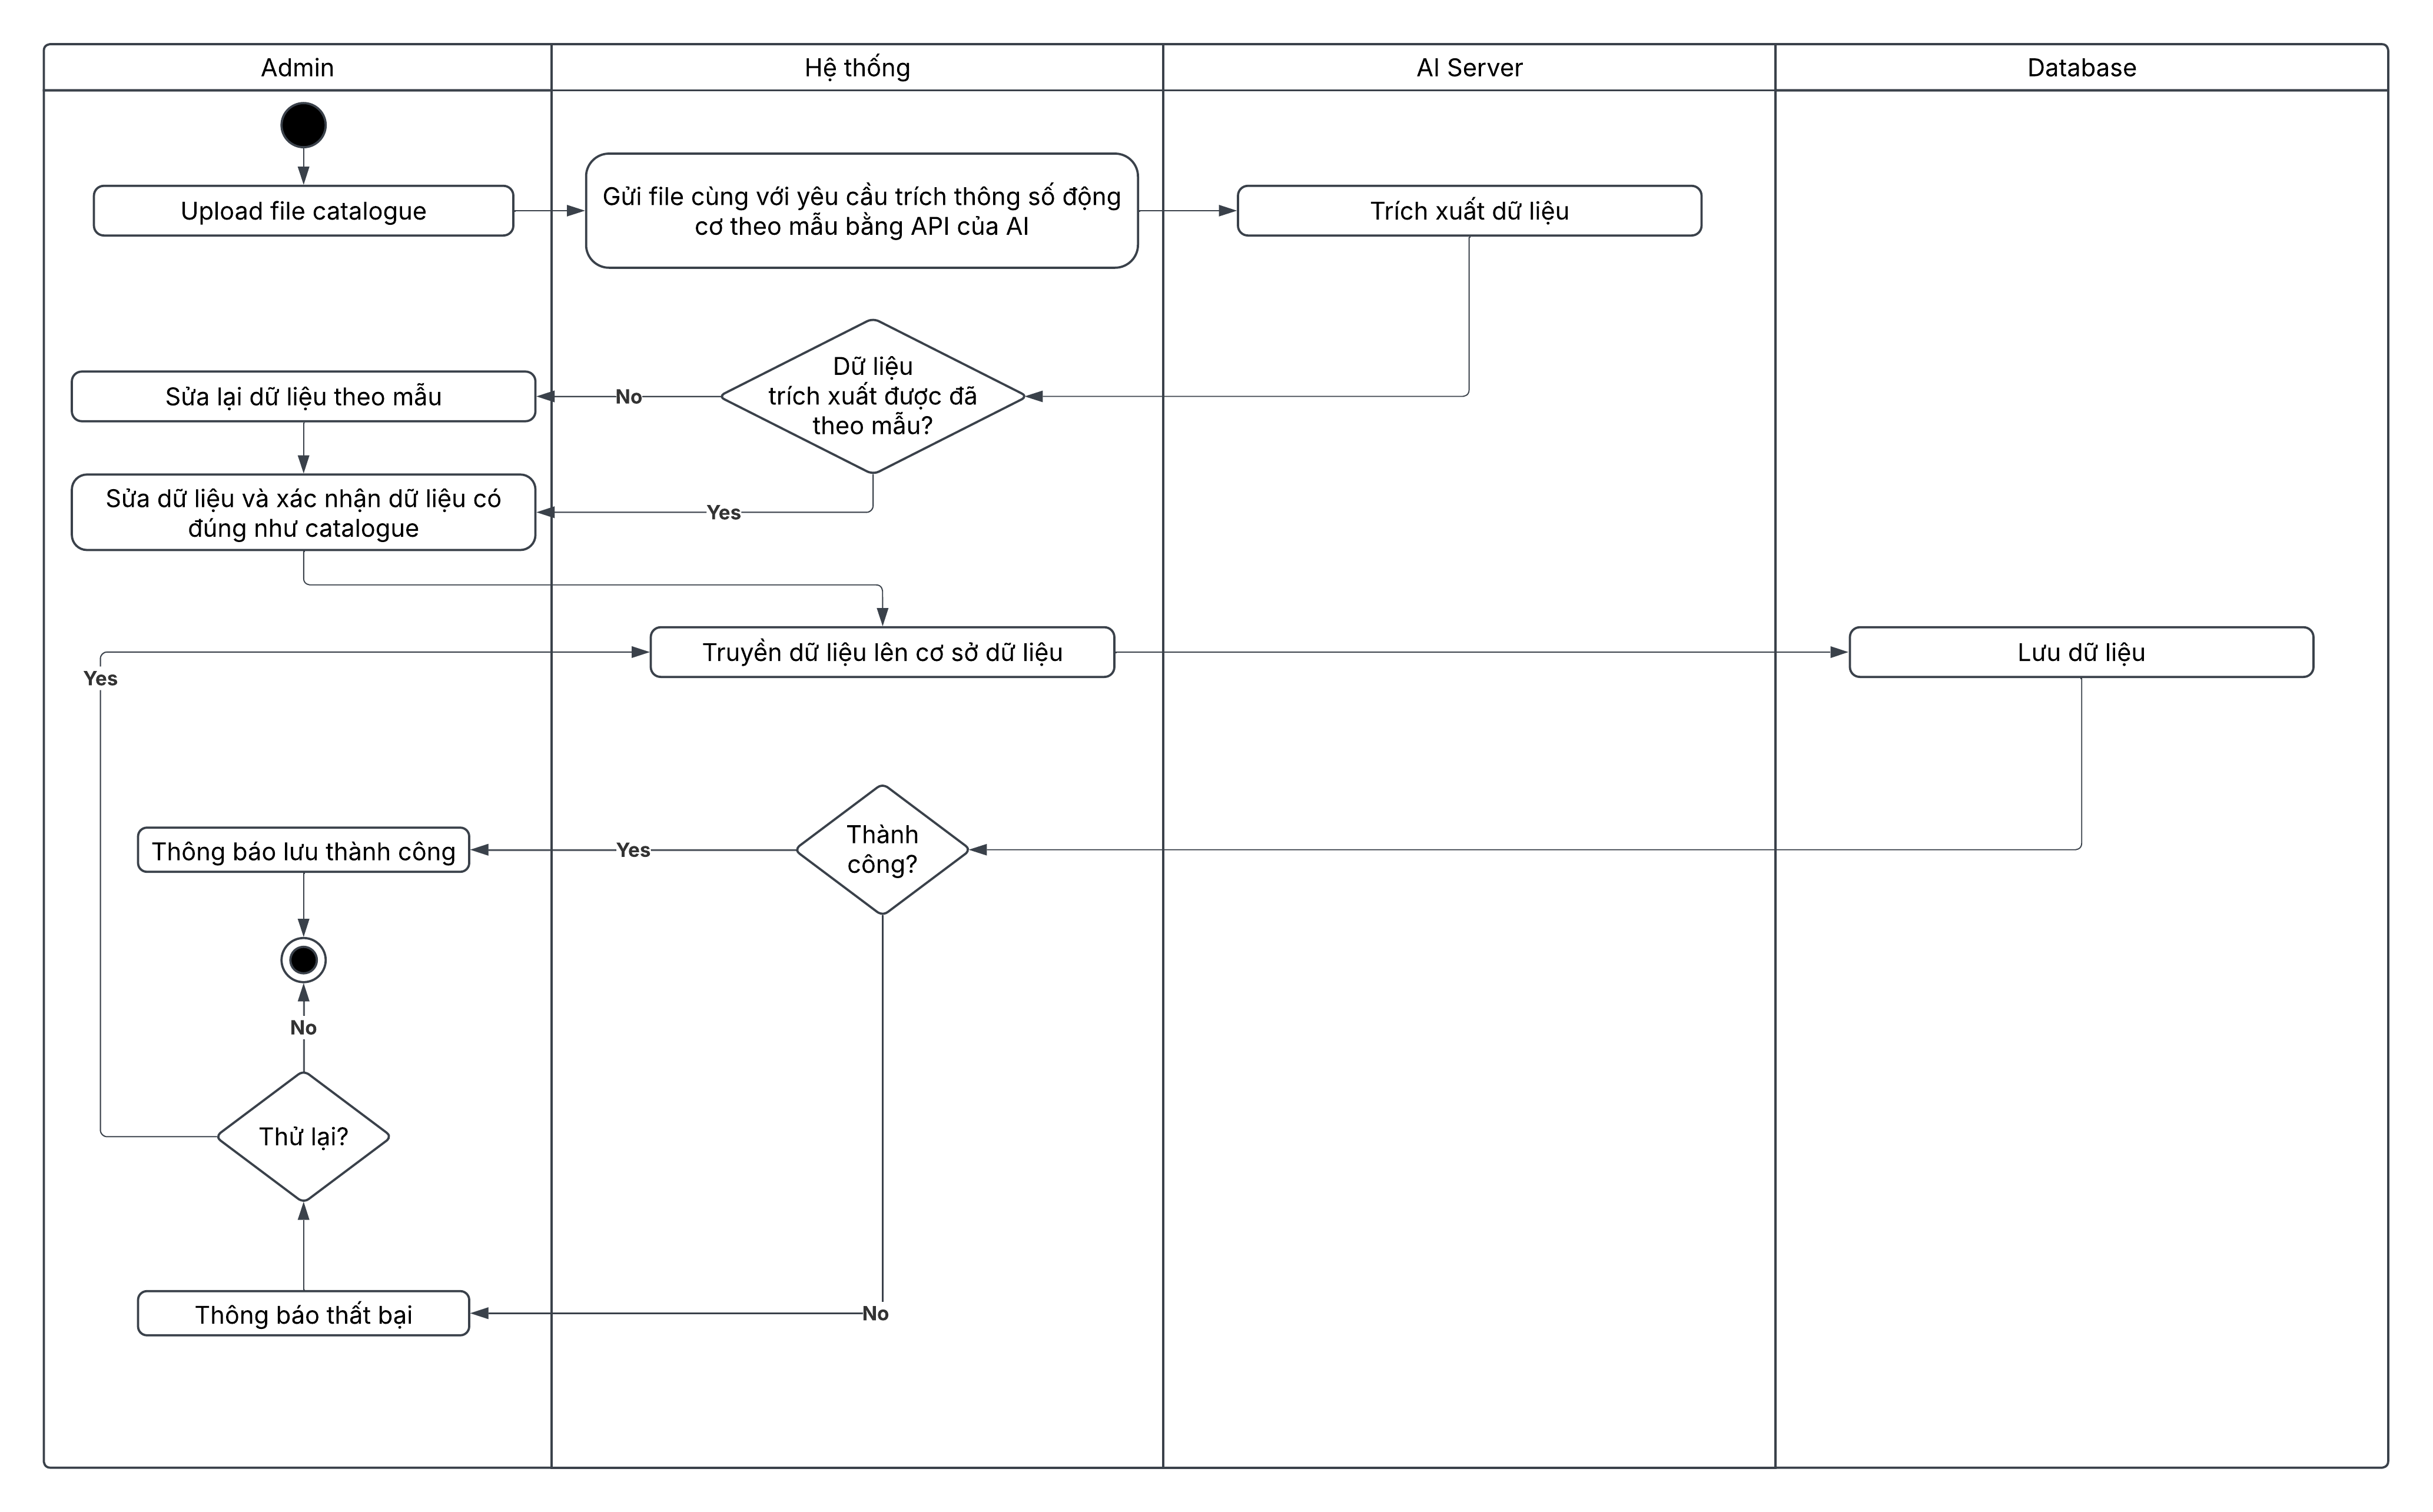 Admin
Hệ thống
AI Server
Database
Upload file catalogue
Gửi file cùng với yêu cầu trích thông số động
cơ theo mẫu bằng API của AI
Trích xuất dữ liệu
Dữ liệu
trích xuất được đã
theo mẫu?
No
Sửa lại dữ liệu theo mẫu
Yes
Sửa dữ liệu và xác nhận dữ liệu có
đúng như catalogue
Truyền dữ liệu lên cơ sở dữ liệu
Lưu dữ liệu
Yes
Thành
công?
Yes
Thông báo lưu thành công
No
Thử lại?
No
Thông báo thất bại